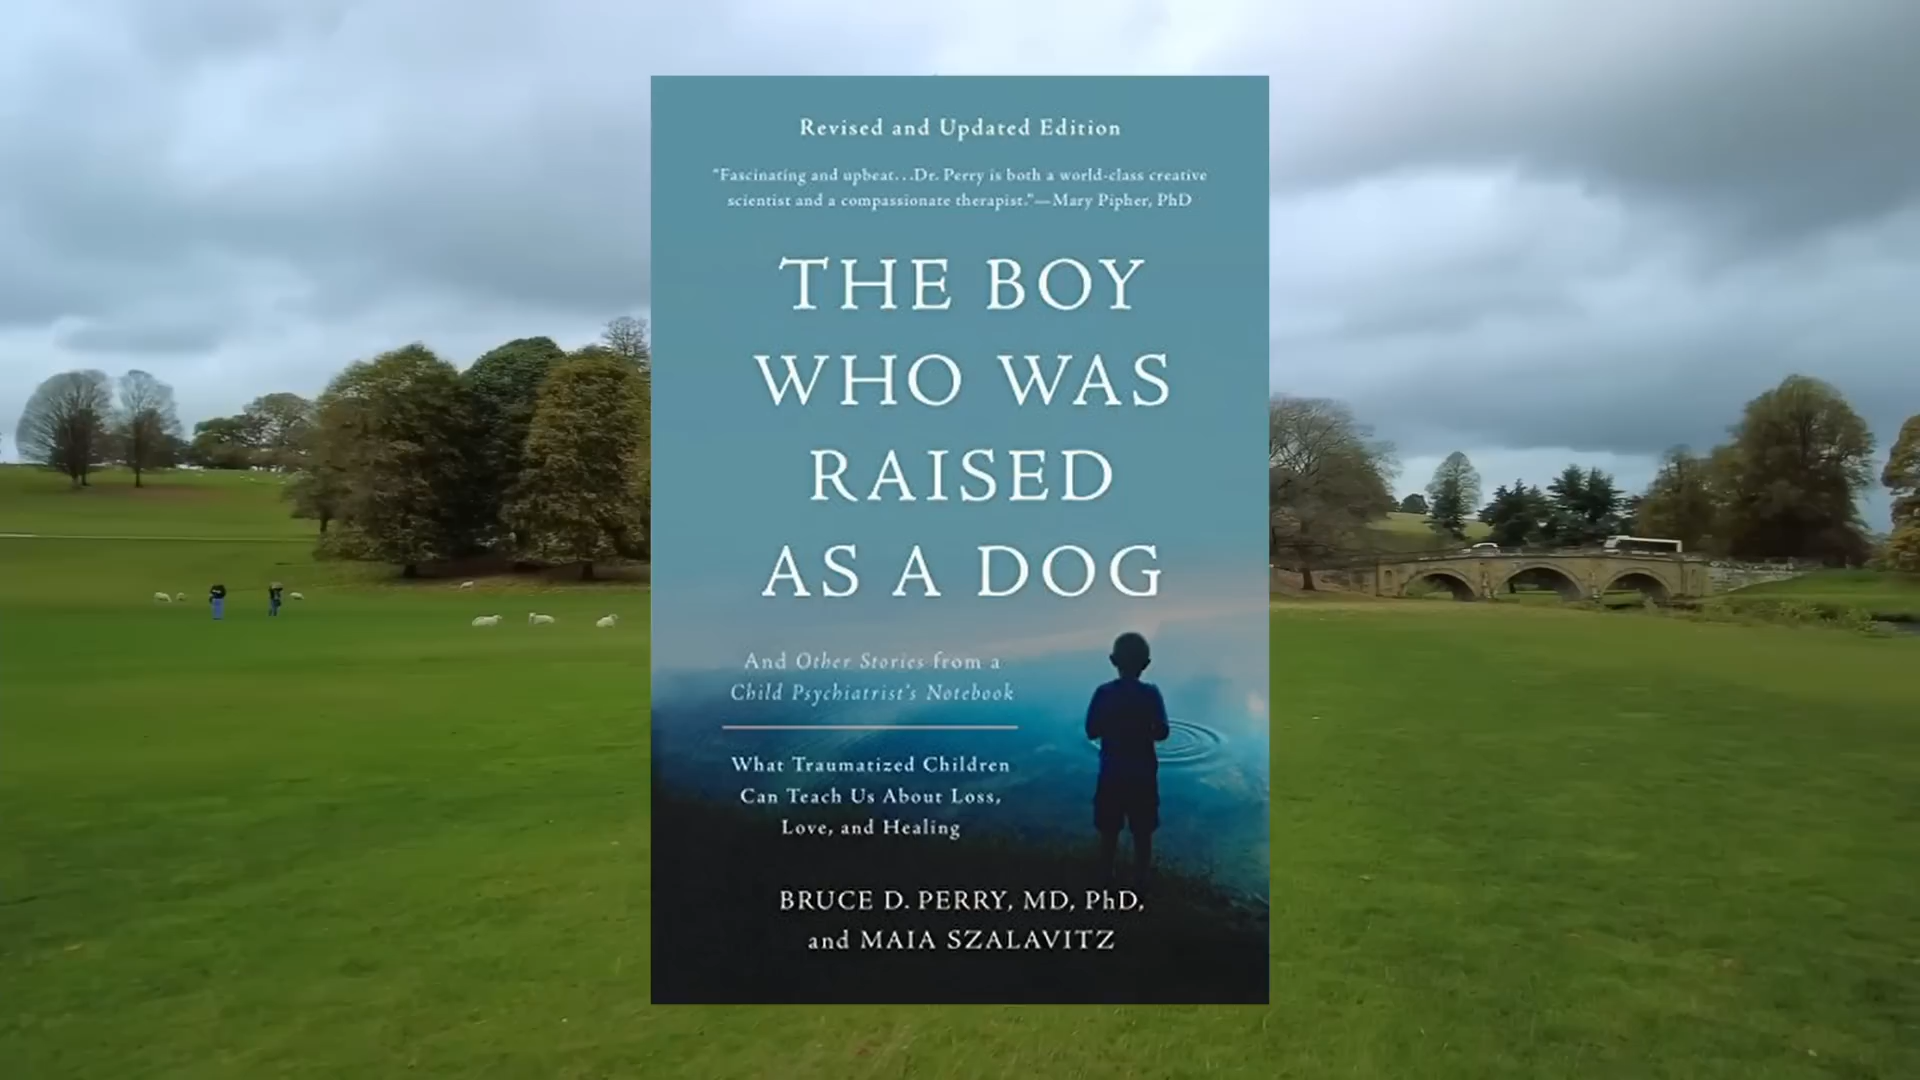 Revised and Updated Edition
"Fascinating and upbeat...Dr. Perry is both a world-class creative
scientist and a compassionate therapist."—Mary Pipher, PhD
THE BOY
WHO WAS
RAISED
AS A DOG
And Other Stories from a
Child Psychiatrist's Notebook
What Traumatized Children
Can Teach Us About Loss,
Love, and Healing
BRUCE D. PERRY, MD, PhD,
and MAIA SZALAVITZ